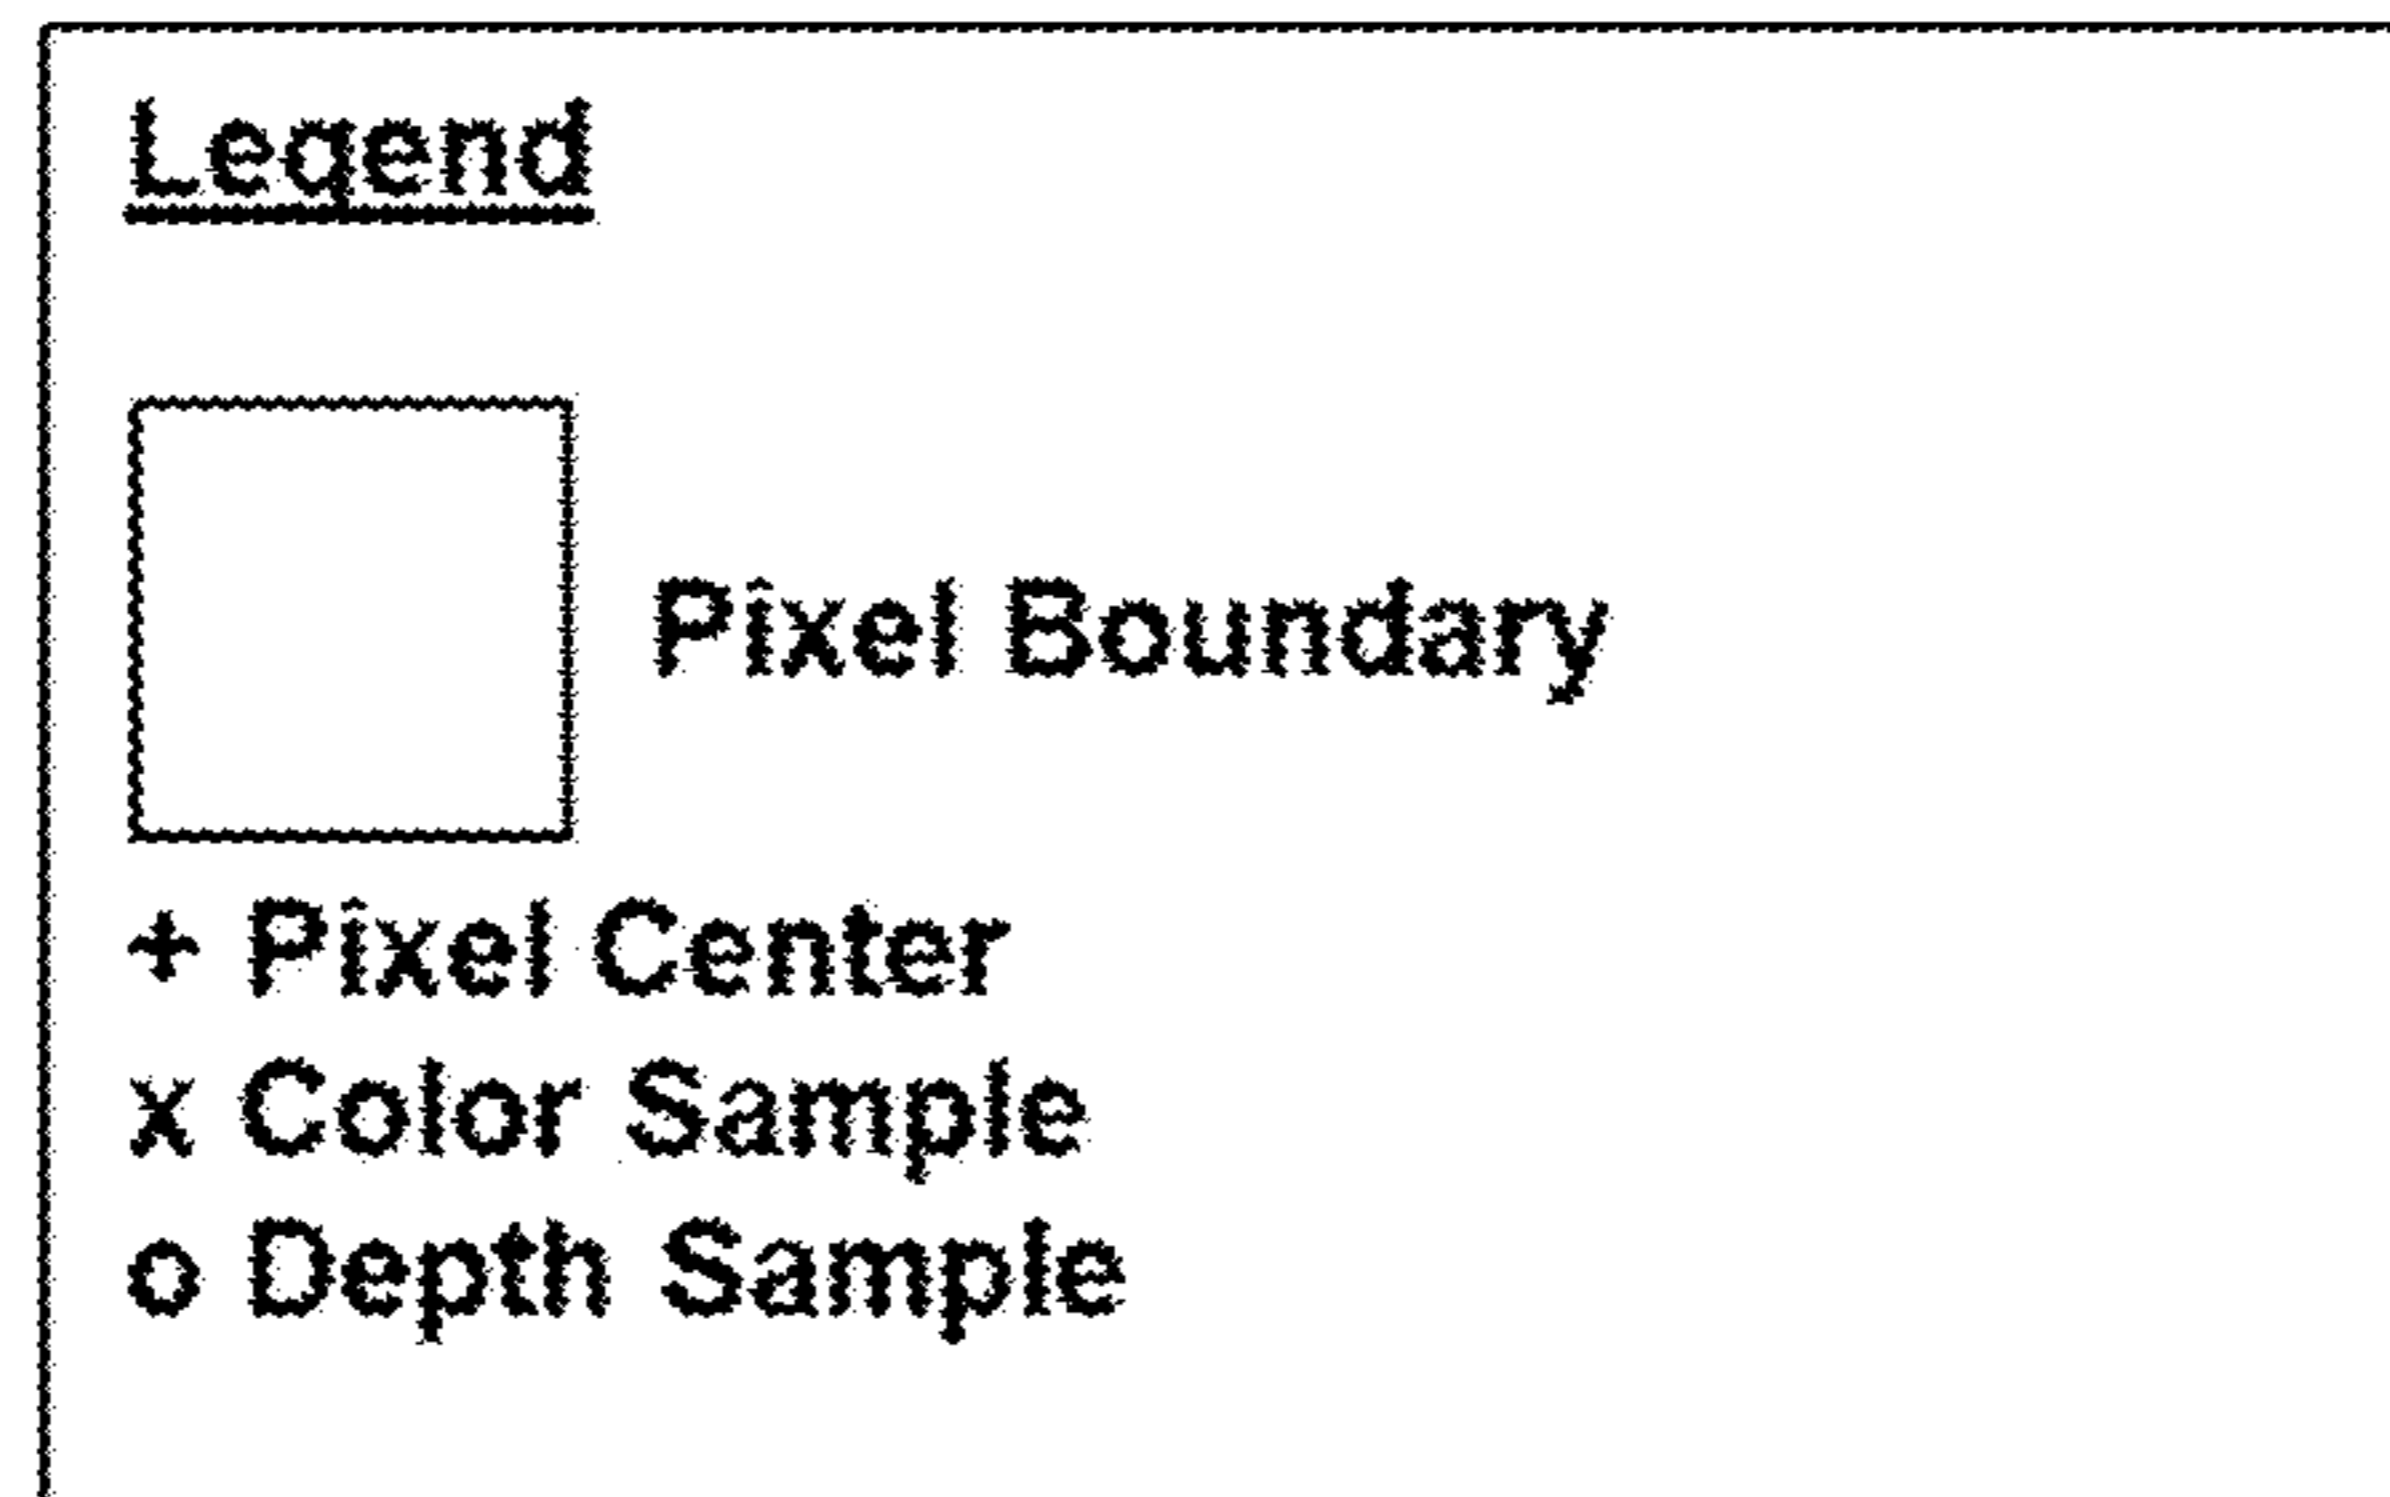 Legend
Pixel Boundary
+ Pixel Center
x Color Sample
o Depth Sample